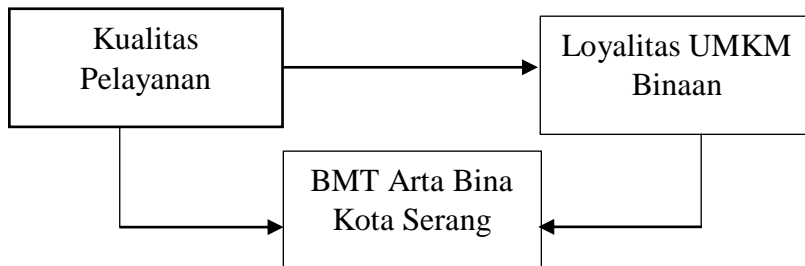 Kualitas
Pelayanan
Loyalitas UMKM
Binaan
BMT Arta Bina
Kota Serang